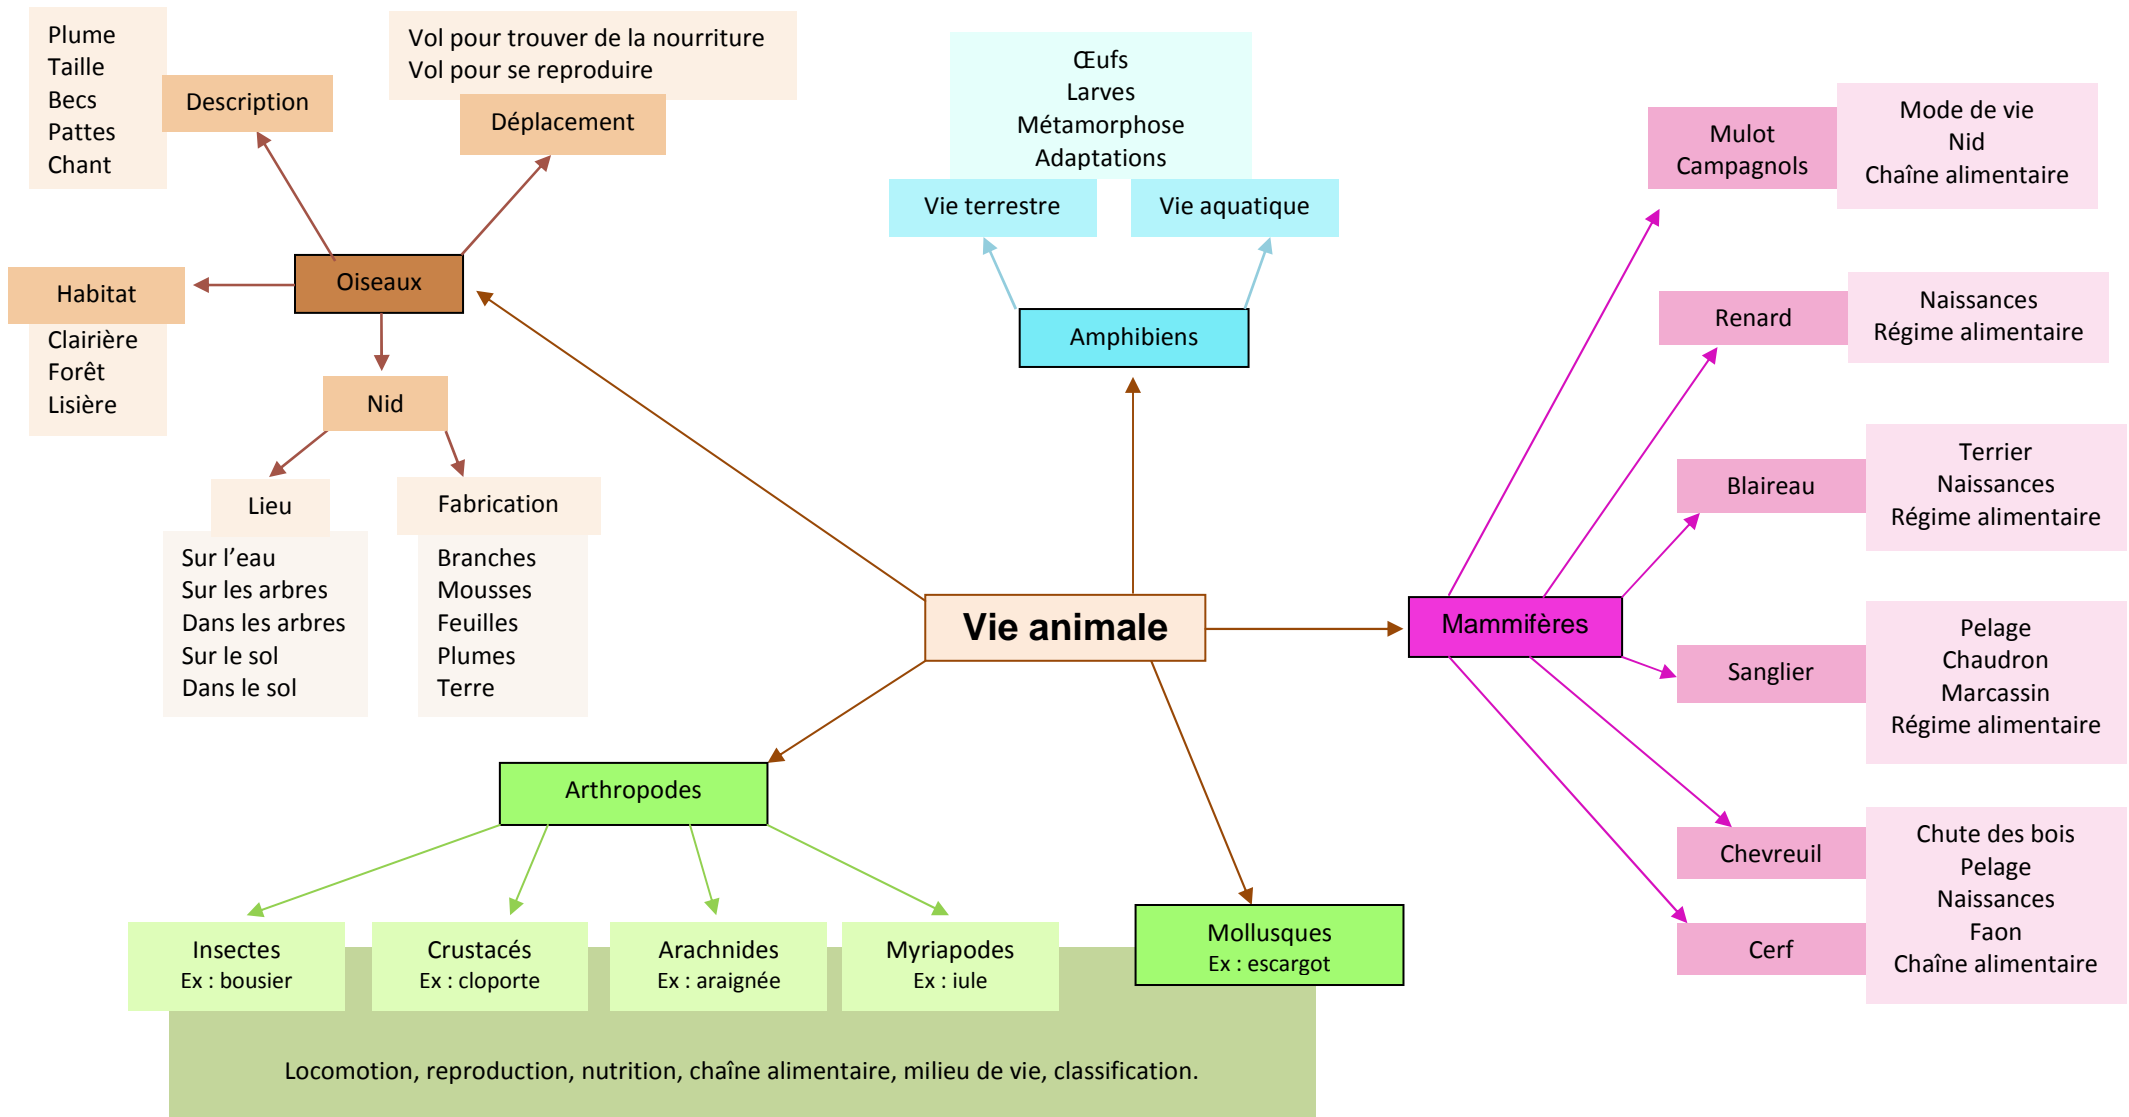 Plume
Taille
Becs
Pattes
Chant
Description
Vol pour trouver de la nourriture
Vol pour se reproduire
Déplacement
Oiseaux
Habitat
Clairière
Forêt
Lisière
Nid
Lieu
Sur l’eau
Sur les arbres
Dans les arbres
Sur le sol
Dans le sol
Fabrication
Branches
Mousses
Feuilles
Plumes
Terre
Œufs
Larves
Métamorphose
Adaptations
Vie terrestre
Vie aquatique
Amphibiens
Vie animale
Mammifères
Mulot
Campagnols
Mode de vie
Nid
Chaîne alimentaire
Renard
Naissances
Régime alimentaire
Blaireau
Terrier
Naissances
Régime alimentaire
Sanglier
Pelage
Chaudron
Marcassin
Régime alimentaire
Chevreuil
Cerf
Chute des bois
Pelage
Naissances
Faon
Chaîne alimentaire
Arthropodes
Insectes
Ex : bousier
Crustacés
Ex : cloporte
Arachnides
Ex : araignée
Myriapodes
Ex : iule
Mollusques
Ex : escargot
Locomotion, reproduction, nutrition, chaîne alimentaire, milieu de vie, classification.